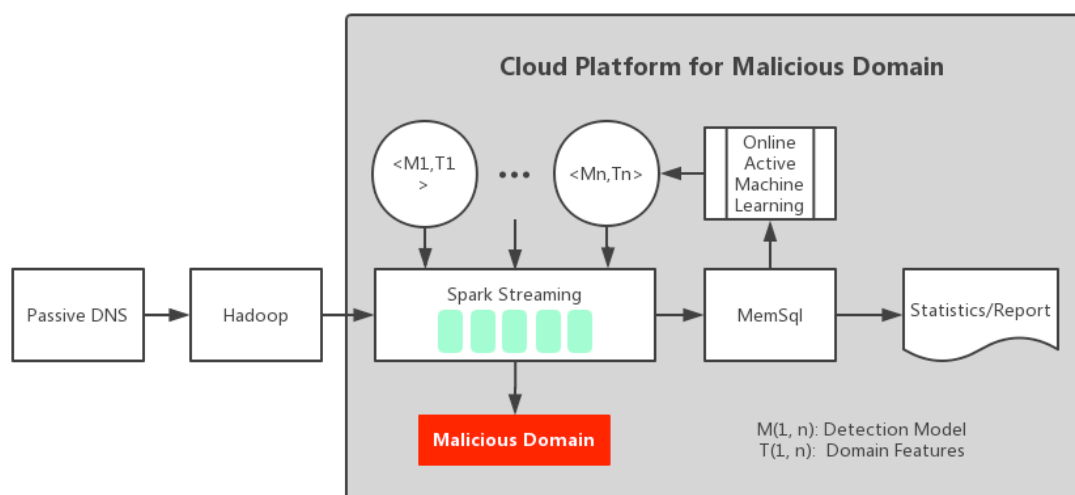 Cloud Platform for Malicious Domain
<M1,T1
>
...
<Mn,Tn>
Online
Active
Machine
Learning
Passive DNS
Hadoop
Spark Streaming
MemSql
Statistics/Report
Malicious Domain
M(1, n): Detection Model
T(1, n): Domain Features